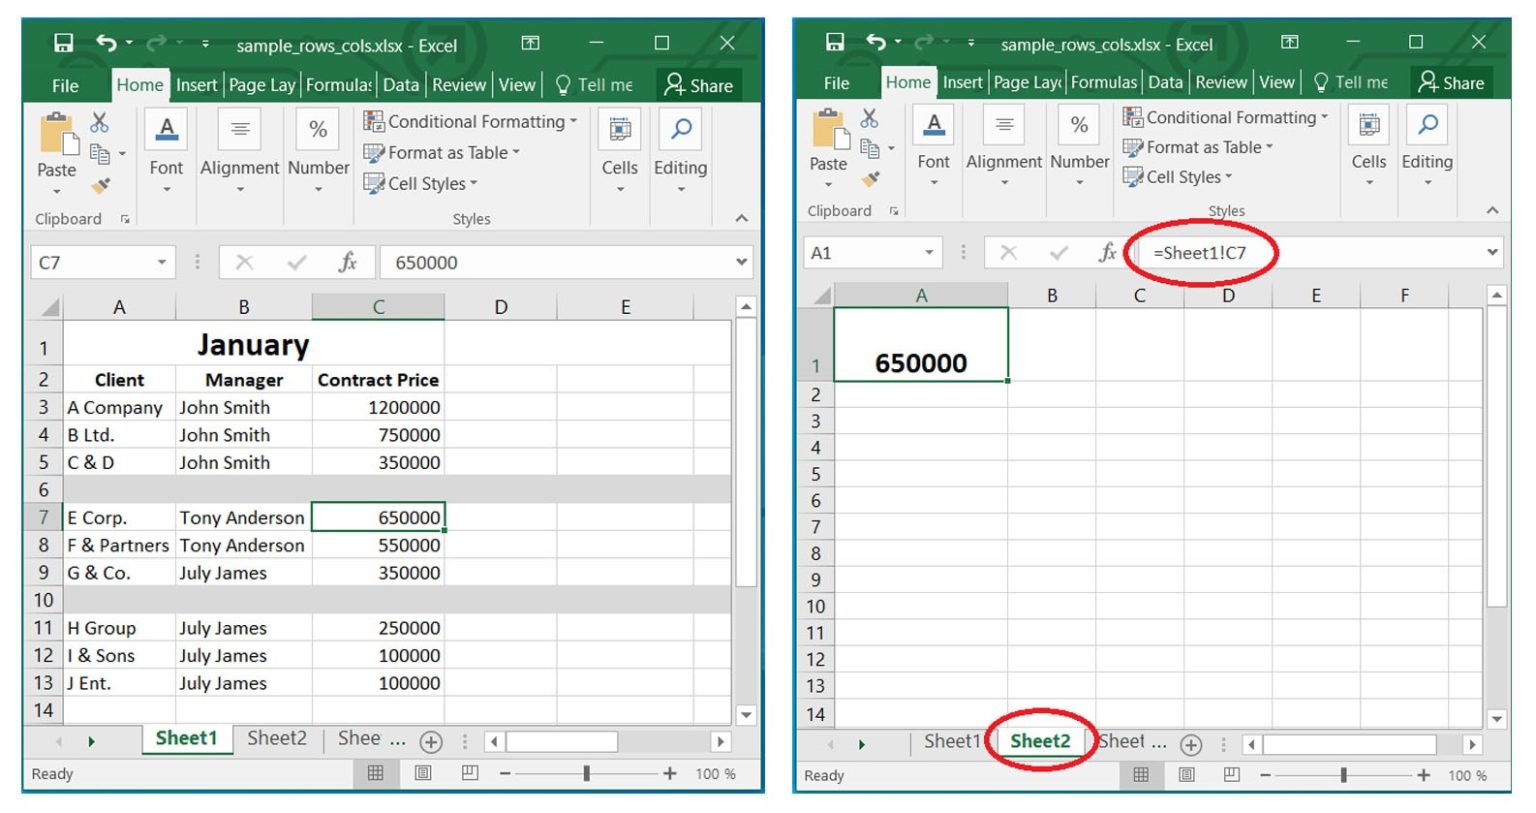 sample_rows_cols.xlsx - Excel
File Home Insert Page Lay Formula: Data Review View Tell me Share
Conditional Formatting
Format as Table
Cell Styles
Paste Font Alignment Number Cells Editing
Clipboard Styles
C7 fx 650000
A B C D E
1 January
2 Client Manager Contract Price
3 A Company John Smith 1200000
4 B Ltd. John Smith 750000
5 C & D John Smith 350000
6
7 E Corp. Tony Anderson 650000
8 F & Partners Tony Anderson 550000
9 G & Co. July James 350000
10
11 H Group July James 250000
12 I & Sons July James 100000
13 J Ent. July James 100000
14
Sheet1 Sheet2 Shee ...
Ready 100 %
sample_rows_cols.xlsx - Excel
File Home Insert Page Layo Formulas Data Review View Tell me Share
Conditional Formatting
Format as Table
Cell Styles
Paste Font Alignment Number Cells Editing
Clipboard Styles
A1 fx =Sheet1!C7
A B C D E F
1 650000
2
3
4
5
6
7
8
9
10
11
12
13
14
Sheet1 Sheet2 Sheet ...
Ready 100 %